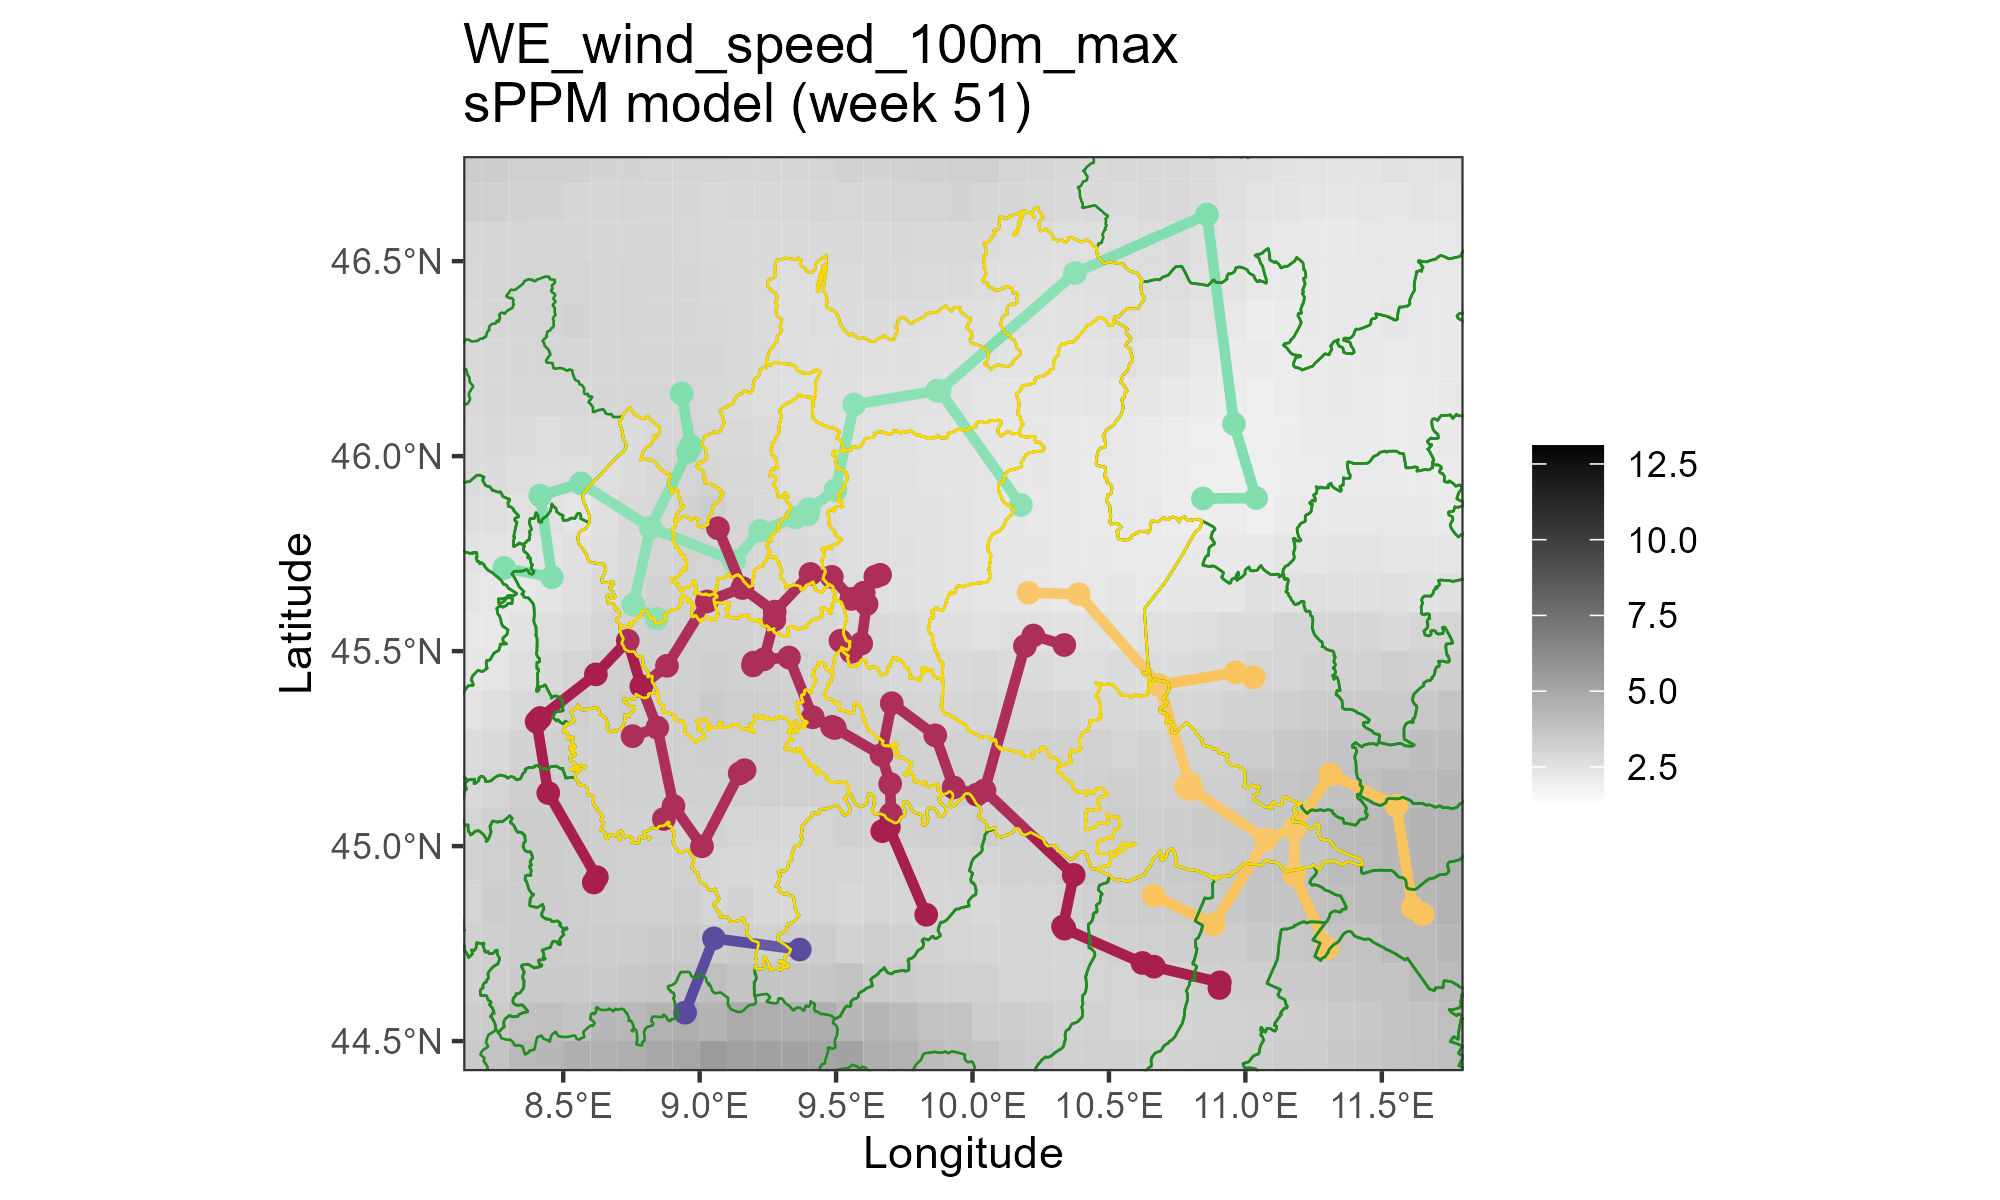 WE_wind_speed_100m_max
sPPM model (week 51)
Latitude
46.5°N
46.0°N
45.5°N
45.0°N
44.5°N
8.5°E
9.0°E
9.5°E
10.0°E
10.5°E
11.0°E
11.5°E
Longitude
12.5
10.0
7.5
5.0
2.5